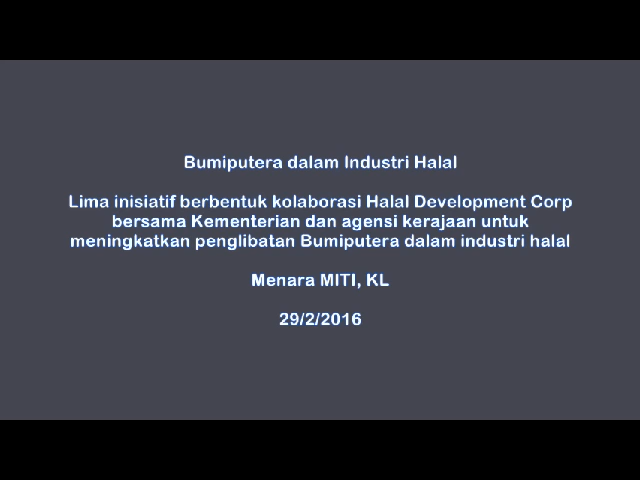 Bumiputera dalam Industri Halal
Lima inisiatif berbentuk kolaborasi Halal Development Corp
bersama Kementerian dan agensi kerajaan untuk
meningkatkan penglibatan Bumiputera dalam industri halal
Menara MITI, KL
29/2/2016